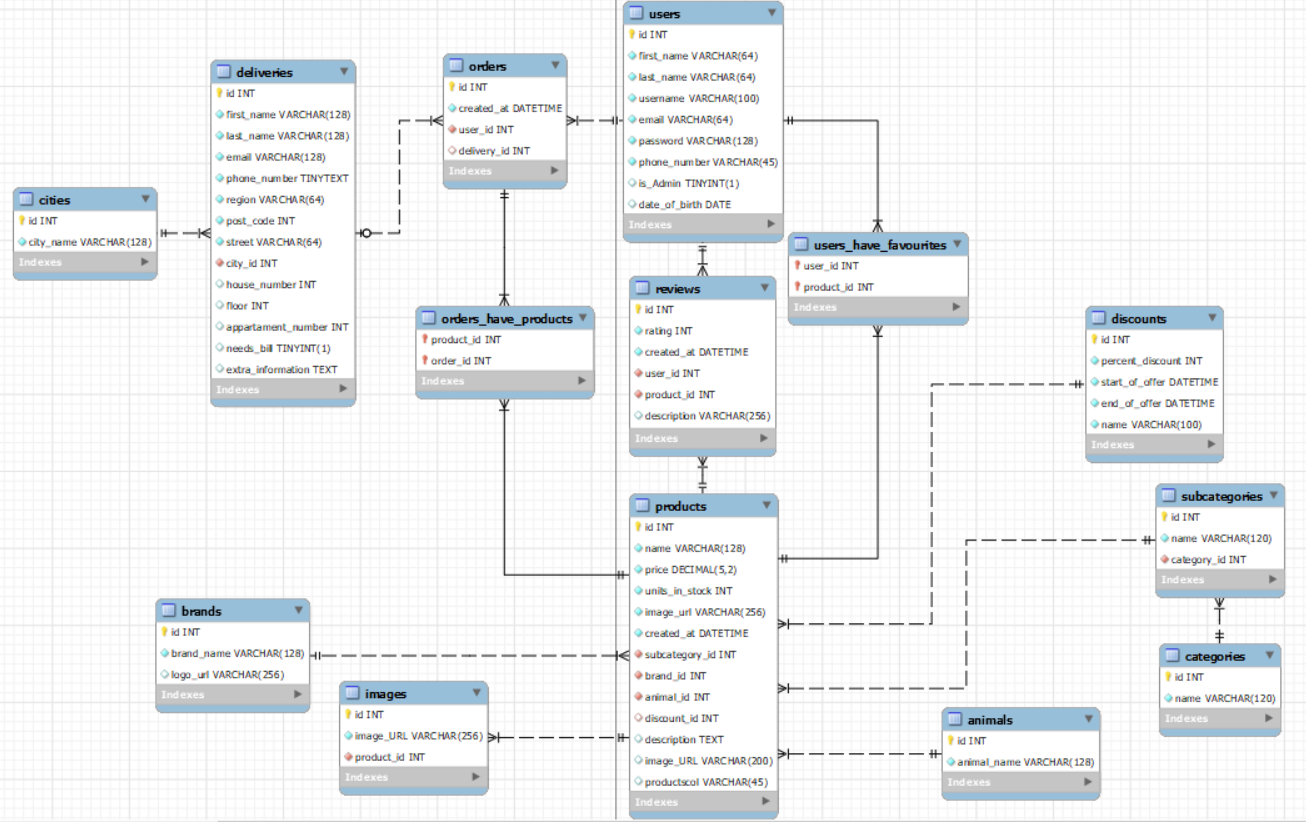 users
id INT
first_name VARCHAR(64)
last_name VARCHAR(64)
username VARCHAR(100)
email VARCHAR(64)
password VARCHAR(128)
phone_number VARCHAR(45)
is_Admin TINYINT(1)
date_of_birth DATE
Indexes
deliveries
id INT
first_name VARCHAR(128)
last_name VARCHAR(128)
email VARCHAR(128)
phone_number TINYTEXT
region VARCHAR(64)
post_code INT
street VARCHAR(64)
city_id INT
house_number INT
floor INT
appartament_number INT
needs_bill TINYINT(1)
extra_information TEXT
Indexes
orders
id INT
created_at DATETIME
user_id INT
delivery_id INT
Indexes
cities
id INT
city_name VARCHAR(128)
Indexes
users_have_favourites
user_id INT
product_id INT
Indexes
reviews
id INT
rating INT
created_at DATETIME
user_id INT
product_id INT
description VARCHAR(256)
Indexes
orders_have_products
product_id INT
order_id INT
Indexes
discounts
id INT
percent_discount INT
start_of_offer DATETIME
end_of_offer DATETIME
name VARCHAR(100)
Indexes
subcategories
id INT
name VARCHAR(120)
category_id INT
Indexes
products
id INT
name VARCHAR(128)
price DECIMAL(5,2)
units_in_stock INT
image_url VARCHAR(256)
created_at DATETIME
subcategory_id INT
brand_id INT
animal_id INT
discount_id INT
description TEXT
image_URL VARCHAR(200)
productscol VARCHAR(45)
Indexes
brands
id INT
brand_name VARCHAR(128)
logo_url VARCHAR(256)
Indexes
categories
id INT
name VARCHAR(120)
Indexes
images
id INT
image_URL VARCHAR(256)
product_id INT
Indexes
animals
id INT
animal_name VARCHAR(128)
Indexes